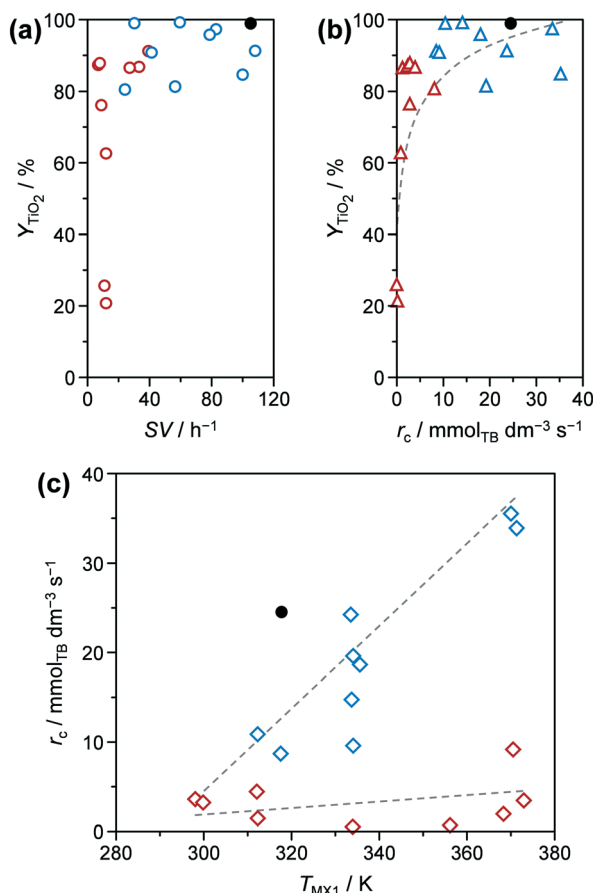 (a)
100
80
60
40
20
0
Y_TiO2 / %
0 40 80 120
SV / h⁻¹
(b)
100
80
60
40
20
0
Y_TiO2 / %
0 10 20 30 40
r_c / mmol_TB dm⁻³ s⁻¹
(c)
40
30
20
10
0
r_c / mmol_TB dm⁻³ s⁻¹
280 300 320 340 360 380
T_MX1 / K